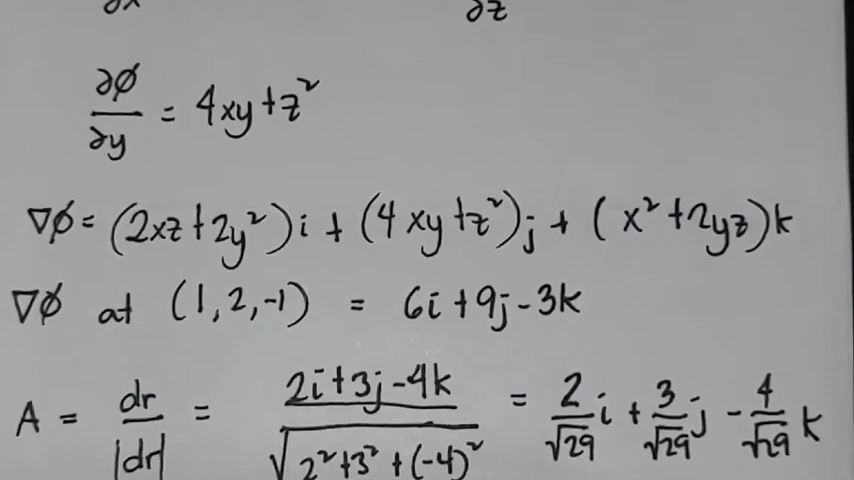 ∂x ∂z
∂φ/∂y = 4xy+z²
∇φ = (2xz+2y²)i + (4xy+z²)j + (x²+2yz)k
∇φ at (1,2,-1) = 6i+9j-3k
A = dr/|dr| = 2i+3j-4k/√2²+3²+(-4)² = 2/√29 i + 3/√29 j - 4/√29 k